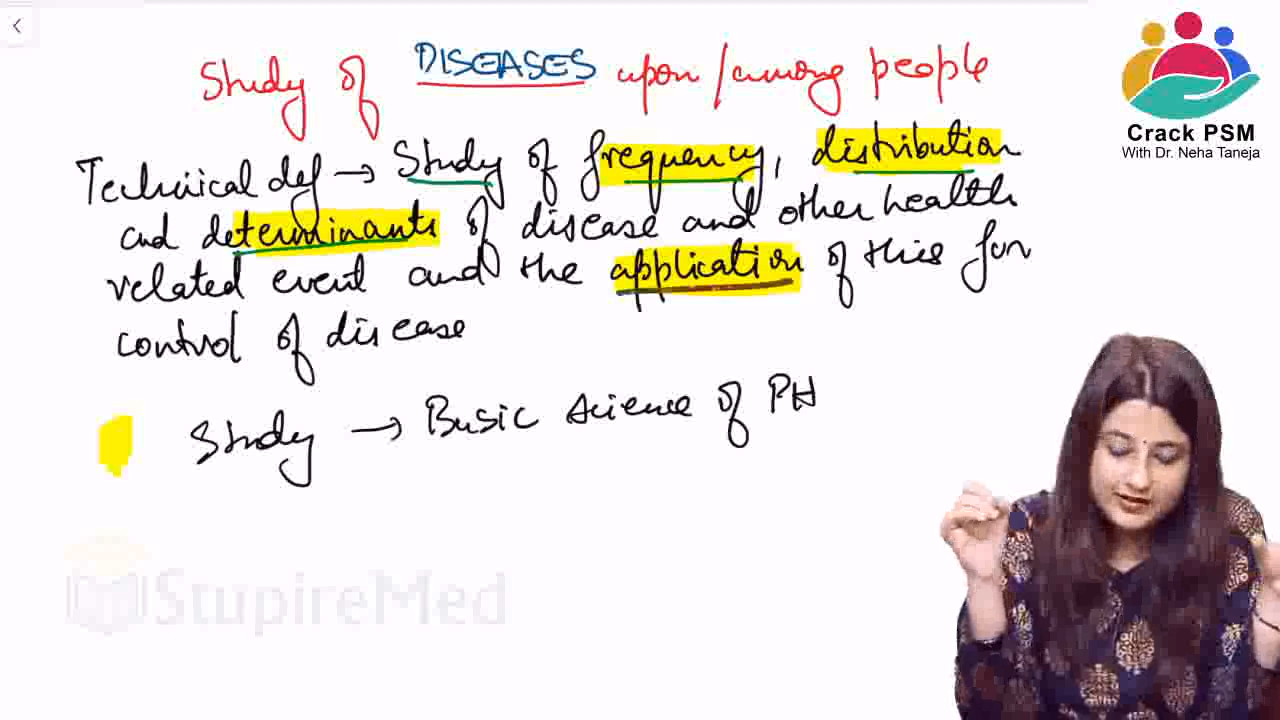 Study of DISEASES upon/among people
Crack PSM
With Dr. Neha Taneja
Technical def → Study of frequency, distribution
and determinants of disease and other health
related event and the application of this for
control of disease
Study → Basic science of PH
StupireMed